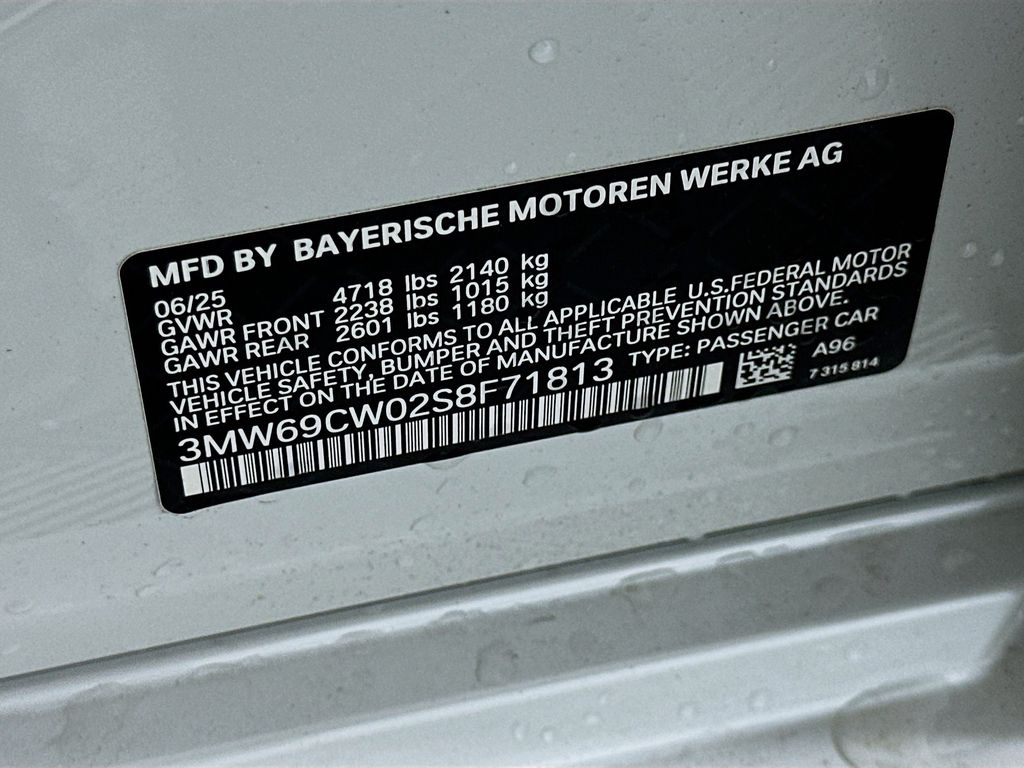 MFD BY BAYERISCHE MOTOREN WERKE AG
06/25
GVWR 4718 lbs 2140 kg
GAWR FRONT 2238 lbs 1015 kg
GAWR REAR 2601 lbs 1180 kg
THIS VEHICLE CONFORMS TO ALL APPLICABLE U.S.FEDERAL MOTOR
VEHICLE SAFETY, BUMPER AND THEFT PREVENTION STANDARDS
IN EFFECT ON THE DATE OF MANUFACTURE SHOWN ABOVE.
3MW69CW02S8F71813 TYPE: PASSENGER CAR
A96
7 315 814